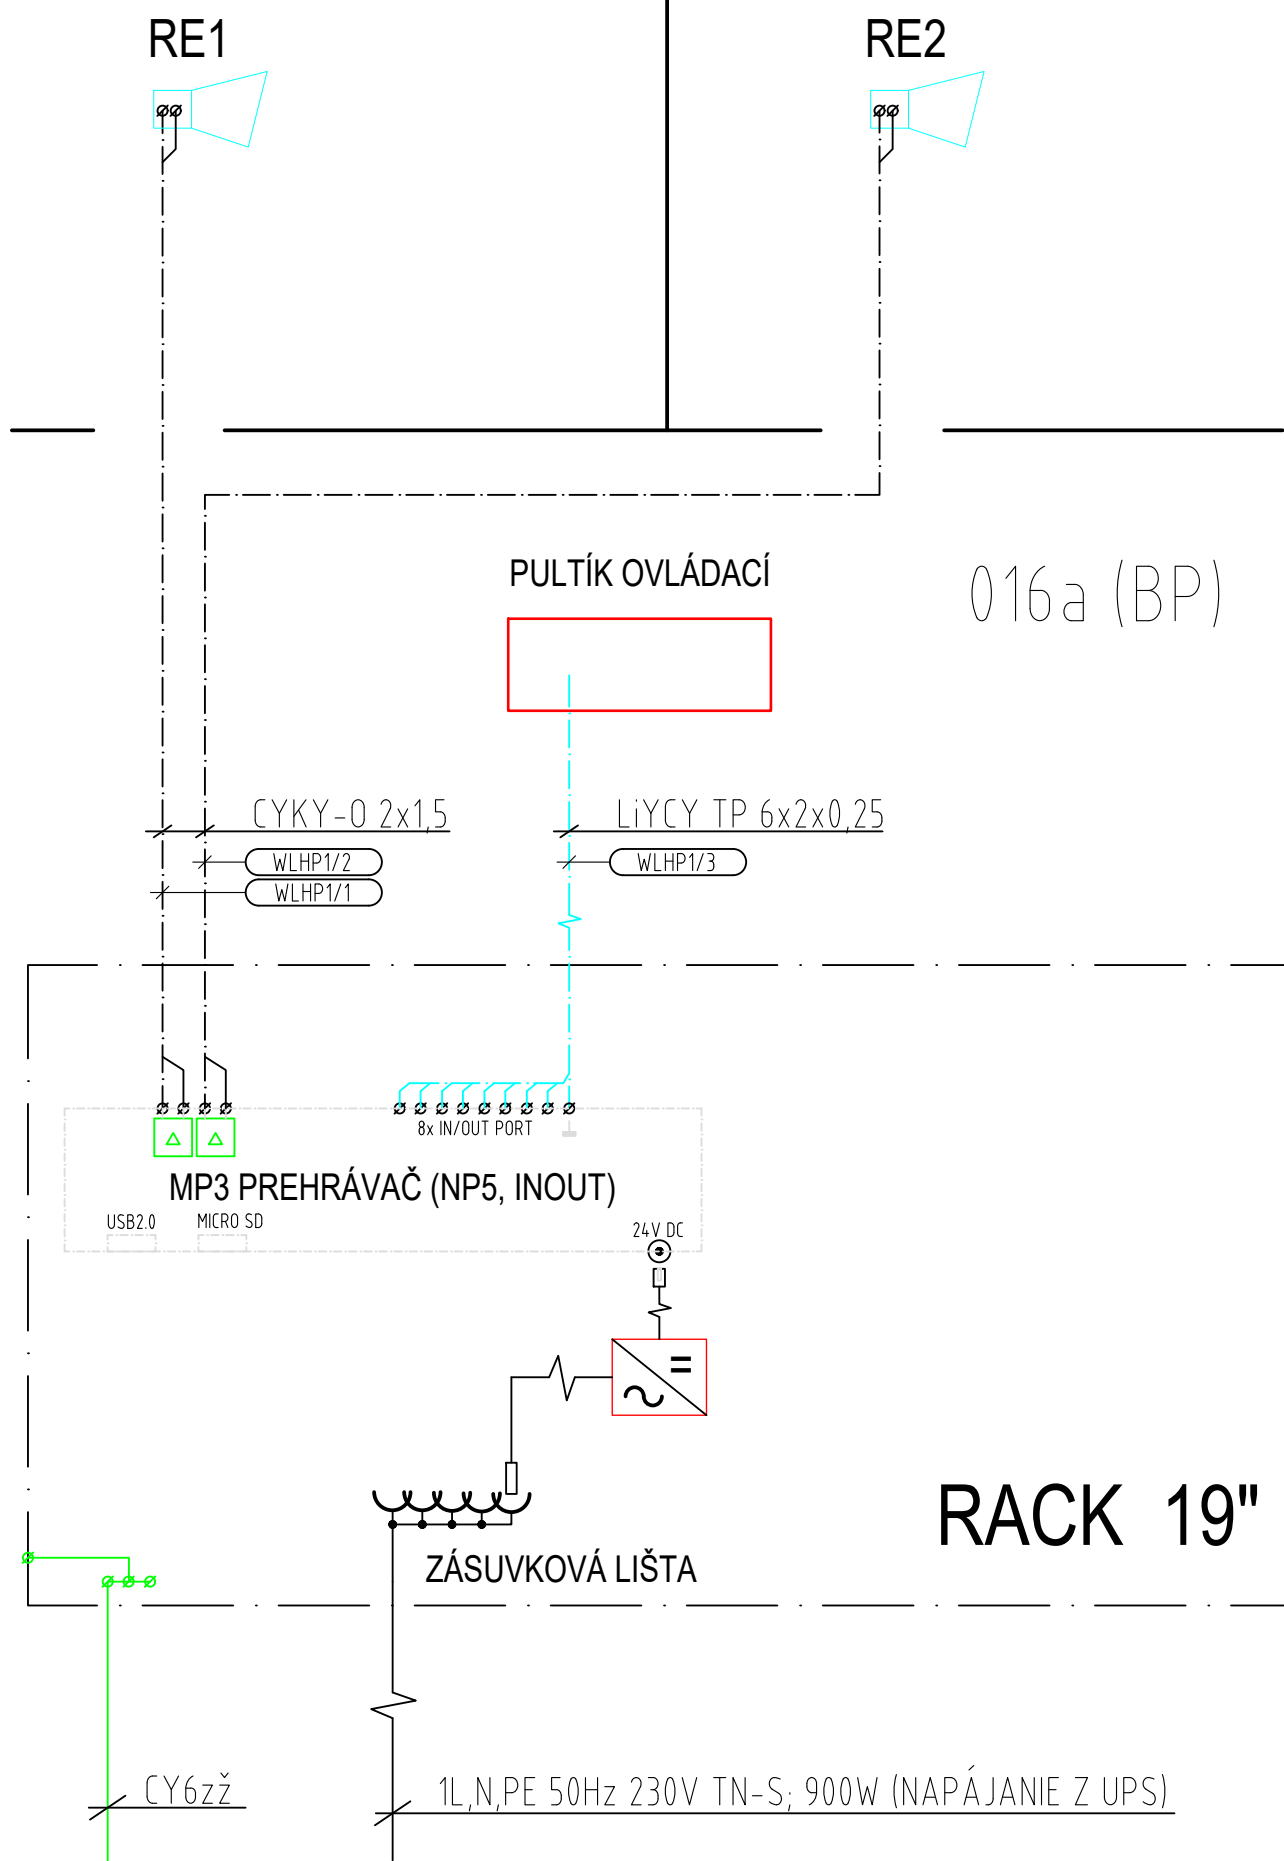 RE1
RE2
PULTÍK OVLÁDACÍ
016a (BP)
CYKY-O 2x1,5
LiYCY TP 6x2x0,25
WLHP1/2
WLHP1/3
WLHP1/1
8x IN/OUT PORT
MP3 PREHRÁVAČ (NP5, INOUT)
USB2.0
MICRO SD
24V DC
RACK 19"
ZÁSUVKOVÁ LIŠTA
CY6zž
1L,N,PE 50Hz 230V TN-S; 900W (NAPÁJANIE Z UPS)